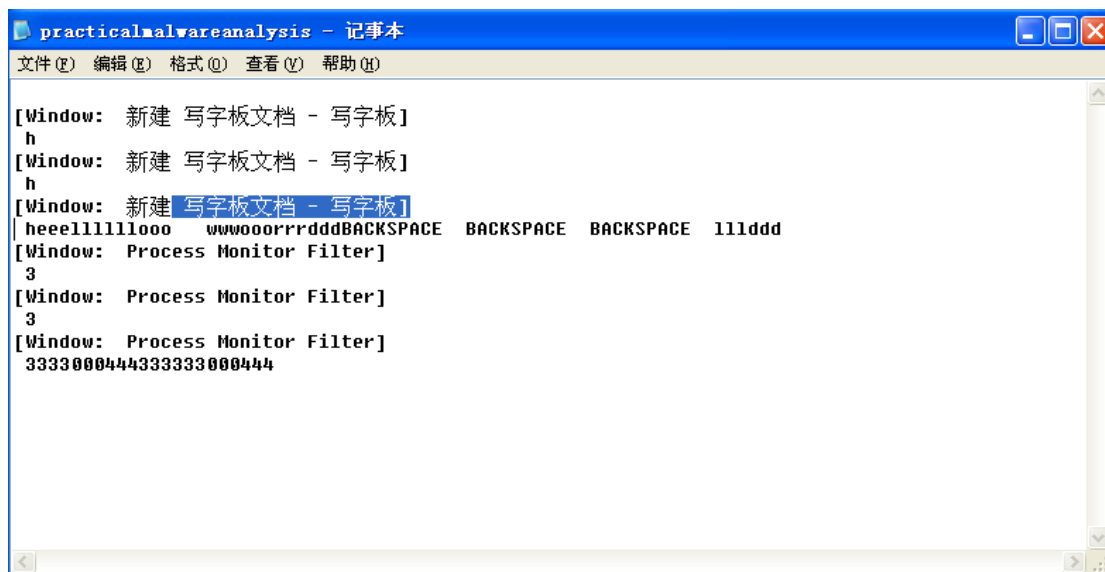 practicalmalwareanalysis - 记事本
文件(F) 编辑(E) 格式(O) 查看(V) 帮助(H)
[Window: 新建 写字板文档 - 写字板]
h
[Window: 新建 写字板文档 - 写字板]
h
[Window: 新建 写字板文档 - 写字板]
heeellllllooo wwwooorrrdddBACKSPACE BACKSPACE BACKSPACE lllddd
[Window: Process Monitor Filter]
3
[Window: Process Monitor Filter]
3
[Window: Process Monitor Filter]
3333000444333333000444